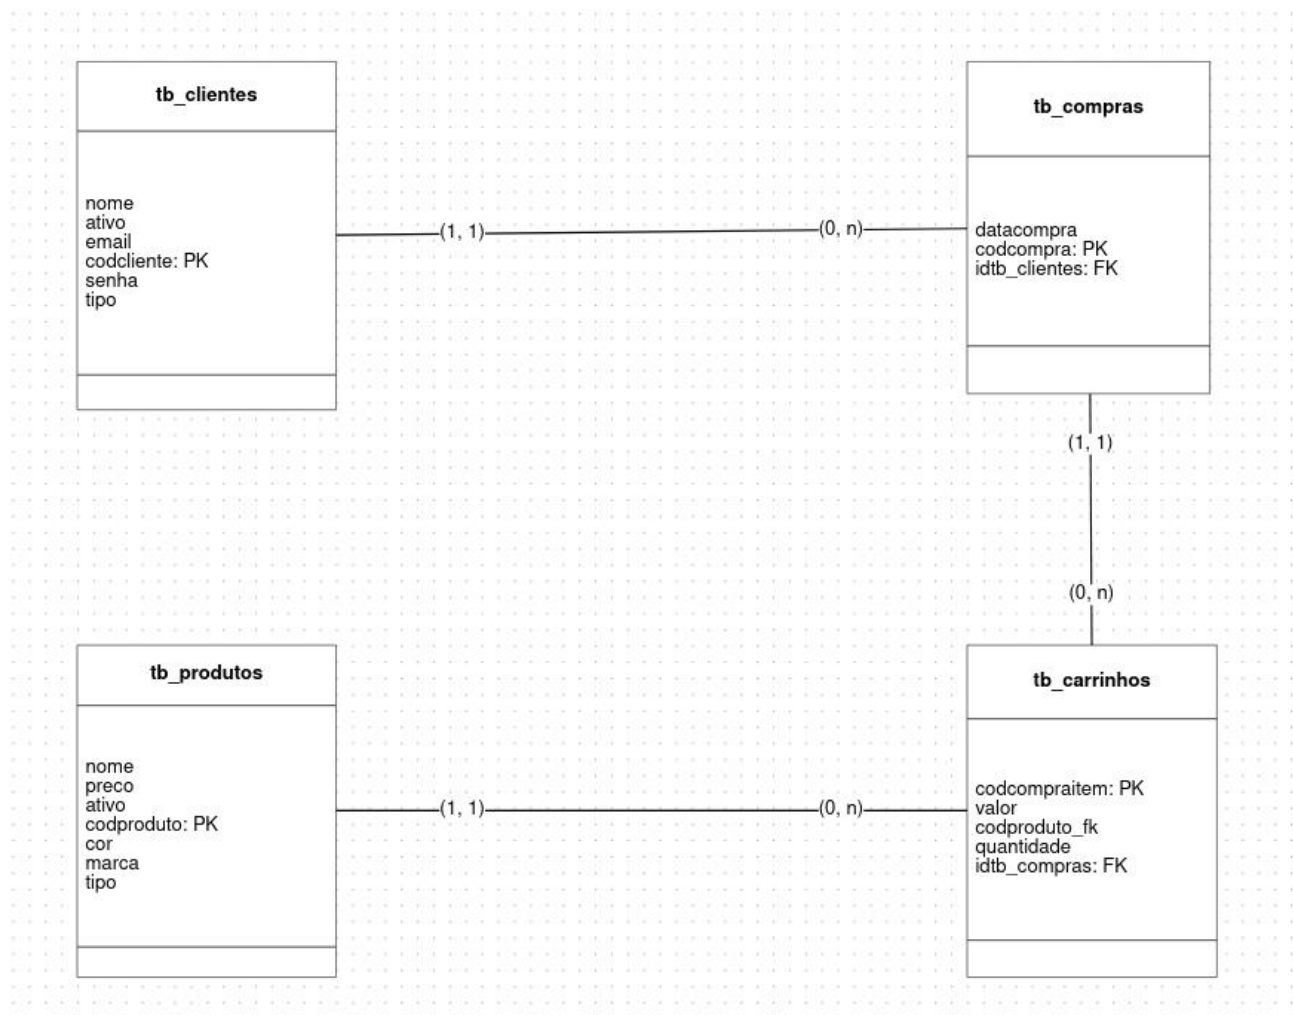 tb_clientes
nome
ativo
email
codcliente: PK
senha
tipo
(1, 1)
(0, n)
tb_compras
datacompra
codcompra: PK
idtb_clientes: FK
(1, 1)
(0, n)
tb_produtos
nome
preco
ativo
codproduto: PK
cor
marca
tipo
(1, 1)
(0, n)
tb_carrinhos
codcompraitem: PK
valor
codproduto_fk
quantidade
idtb_compras: FK